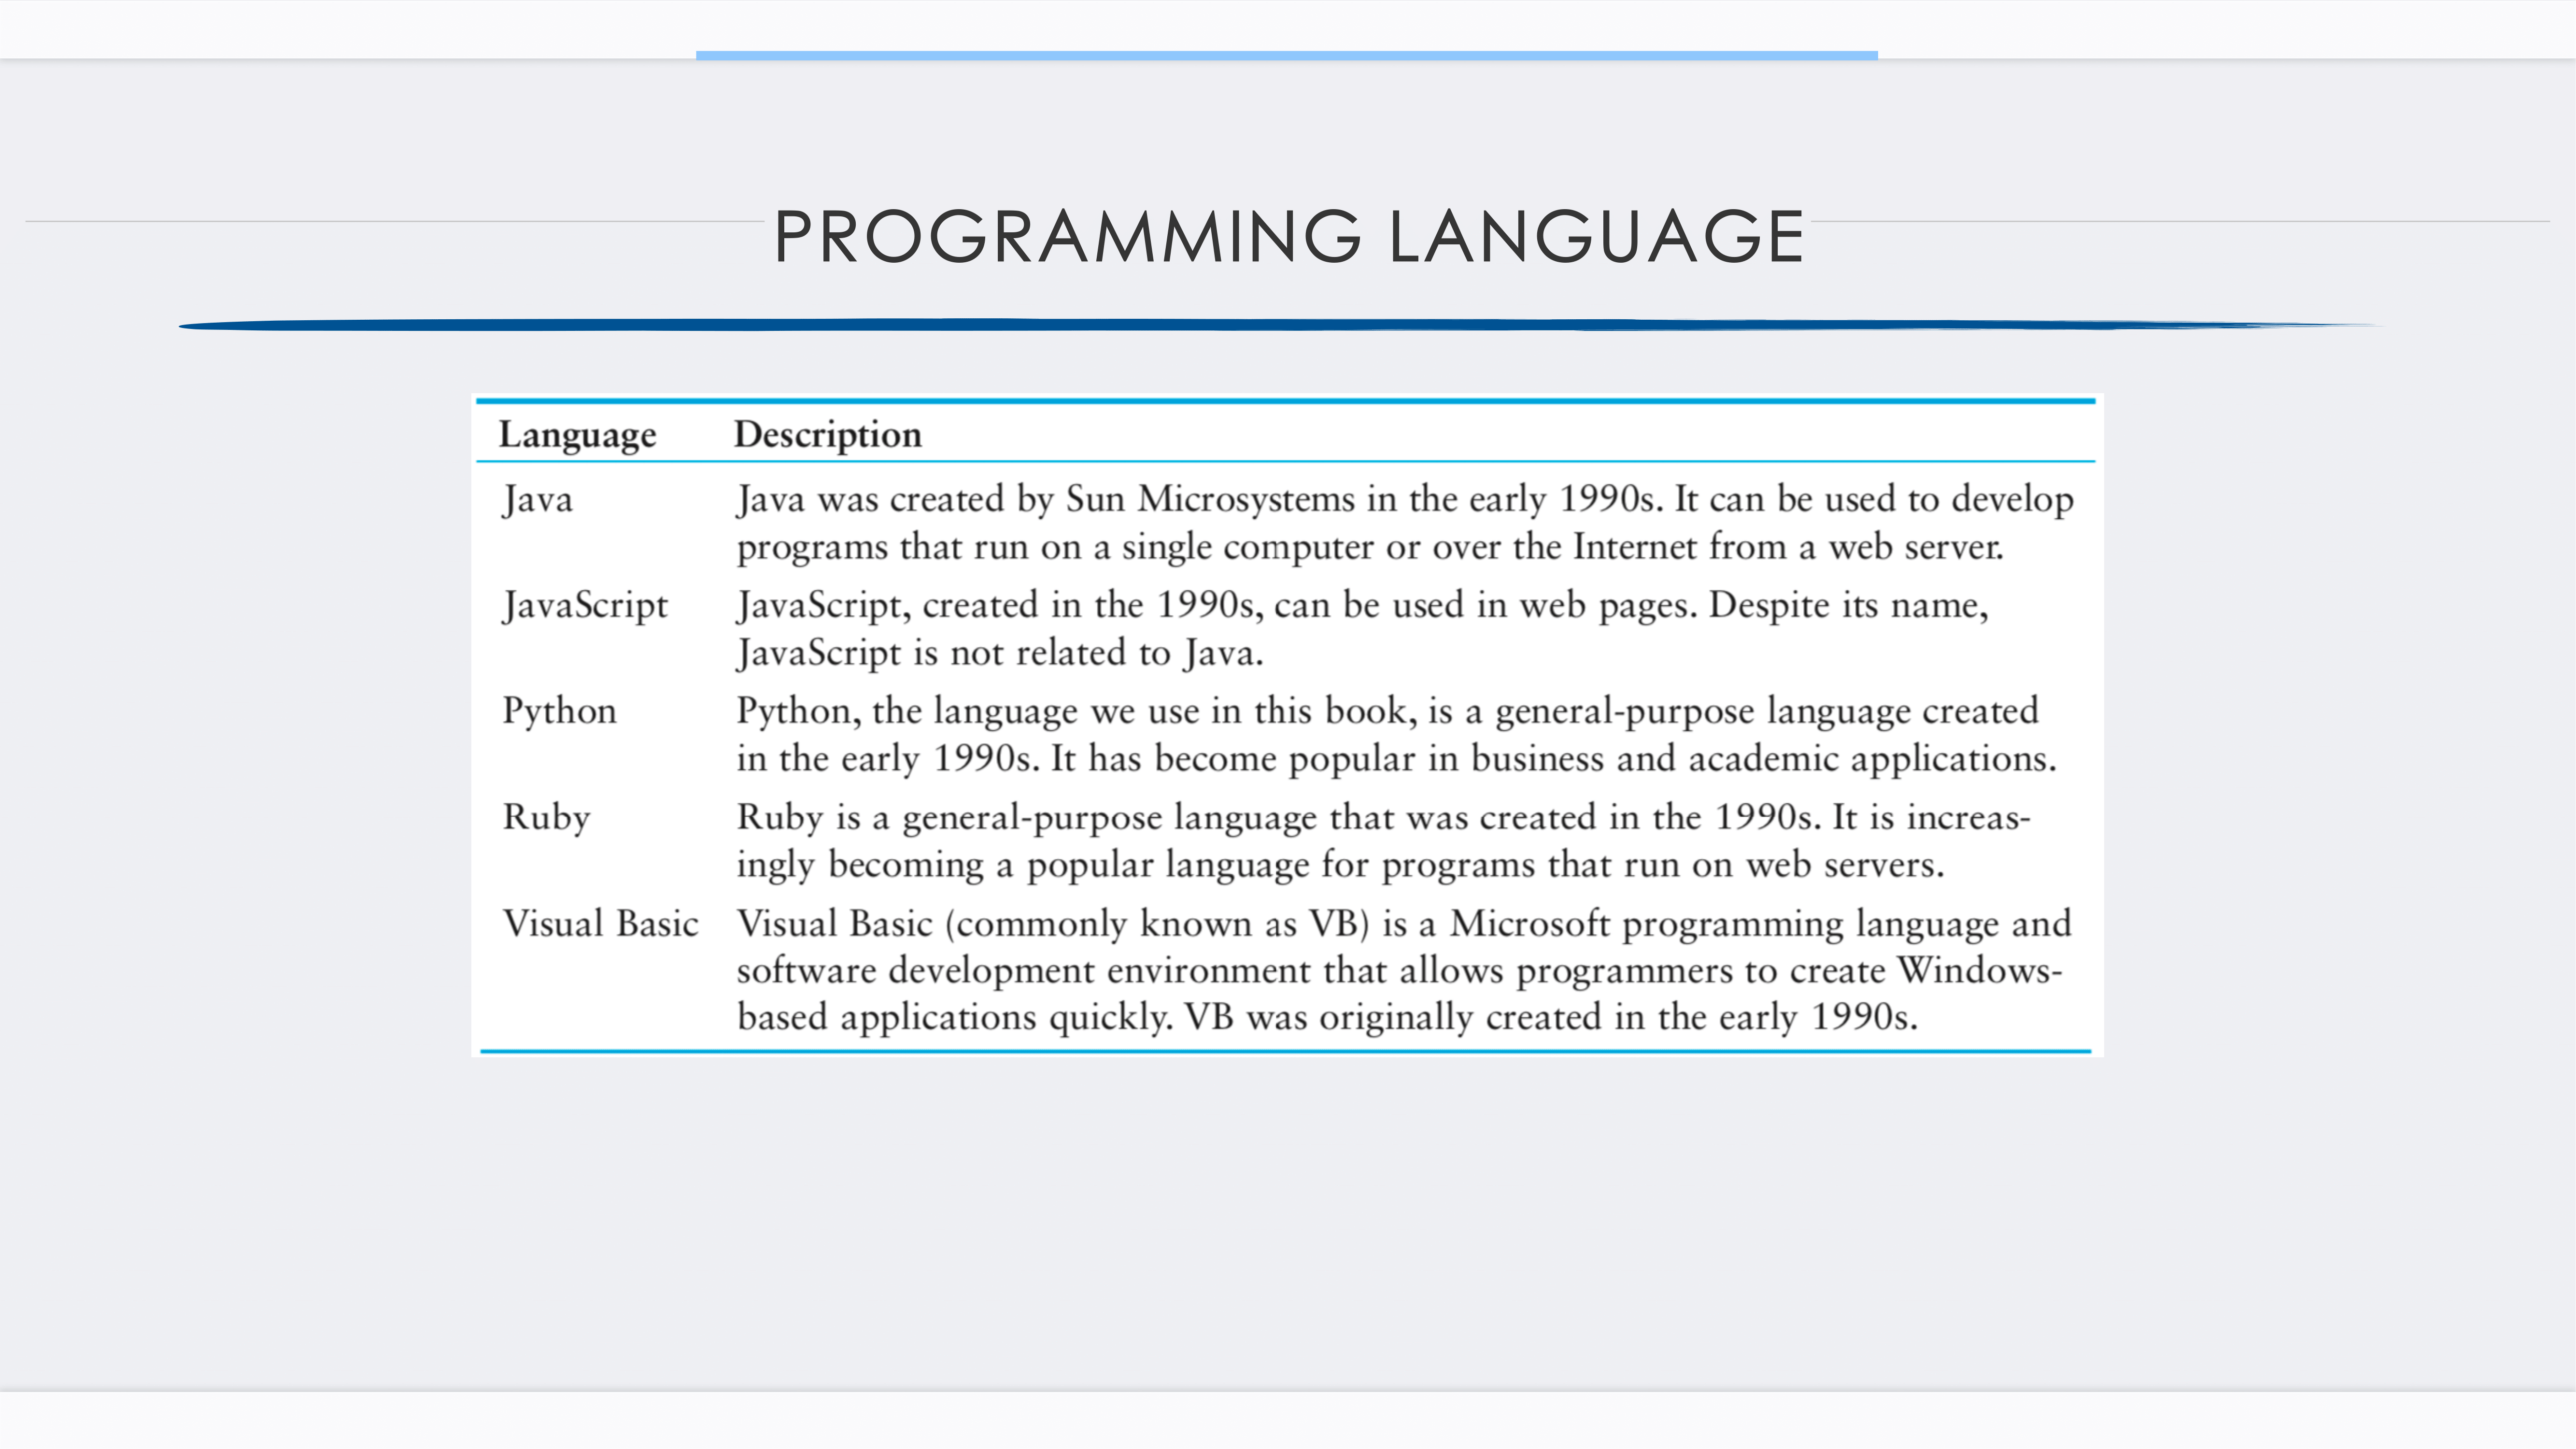 PROGRAMMING LANGUAGE
Language Description
Java Java was created by Sun Microsystems in the early 1990s. It can be used to develop
programs that run on a single computer or over the Internet from a web server.
JavaScript JavaScript, created in the 1990s, can be used in web pages. Despite its name,
JavaScript is not related to Java.
Python Python, the language we use in this book, is a general-purpose language created
in the early 1990s. It has become popular in business and academic applications.
Ruby Ruby is a general-purpose language that was created in the 1990s. It is increas-
ingly becoming a popular language for programs that run on web servers.
Visual Basic Visual Basic (commonly known as VB) is a Microsoft programming language and
software development environment that allows programmers to create Windows-
based applications quickly. VB was originally created in the early 1990s.